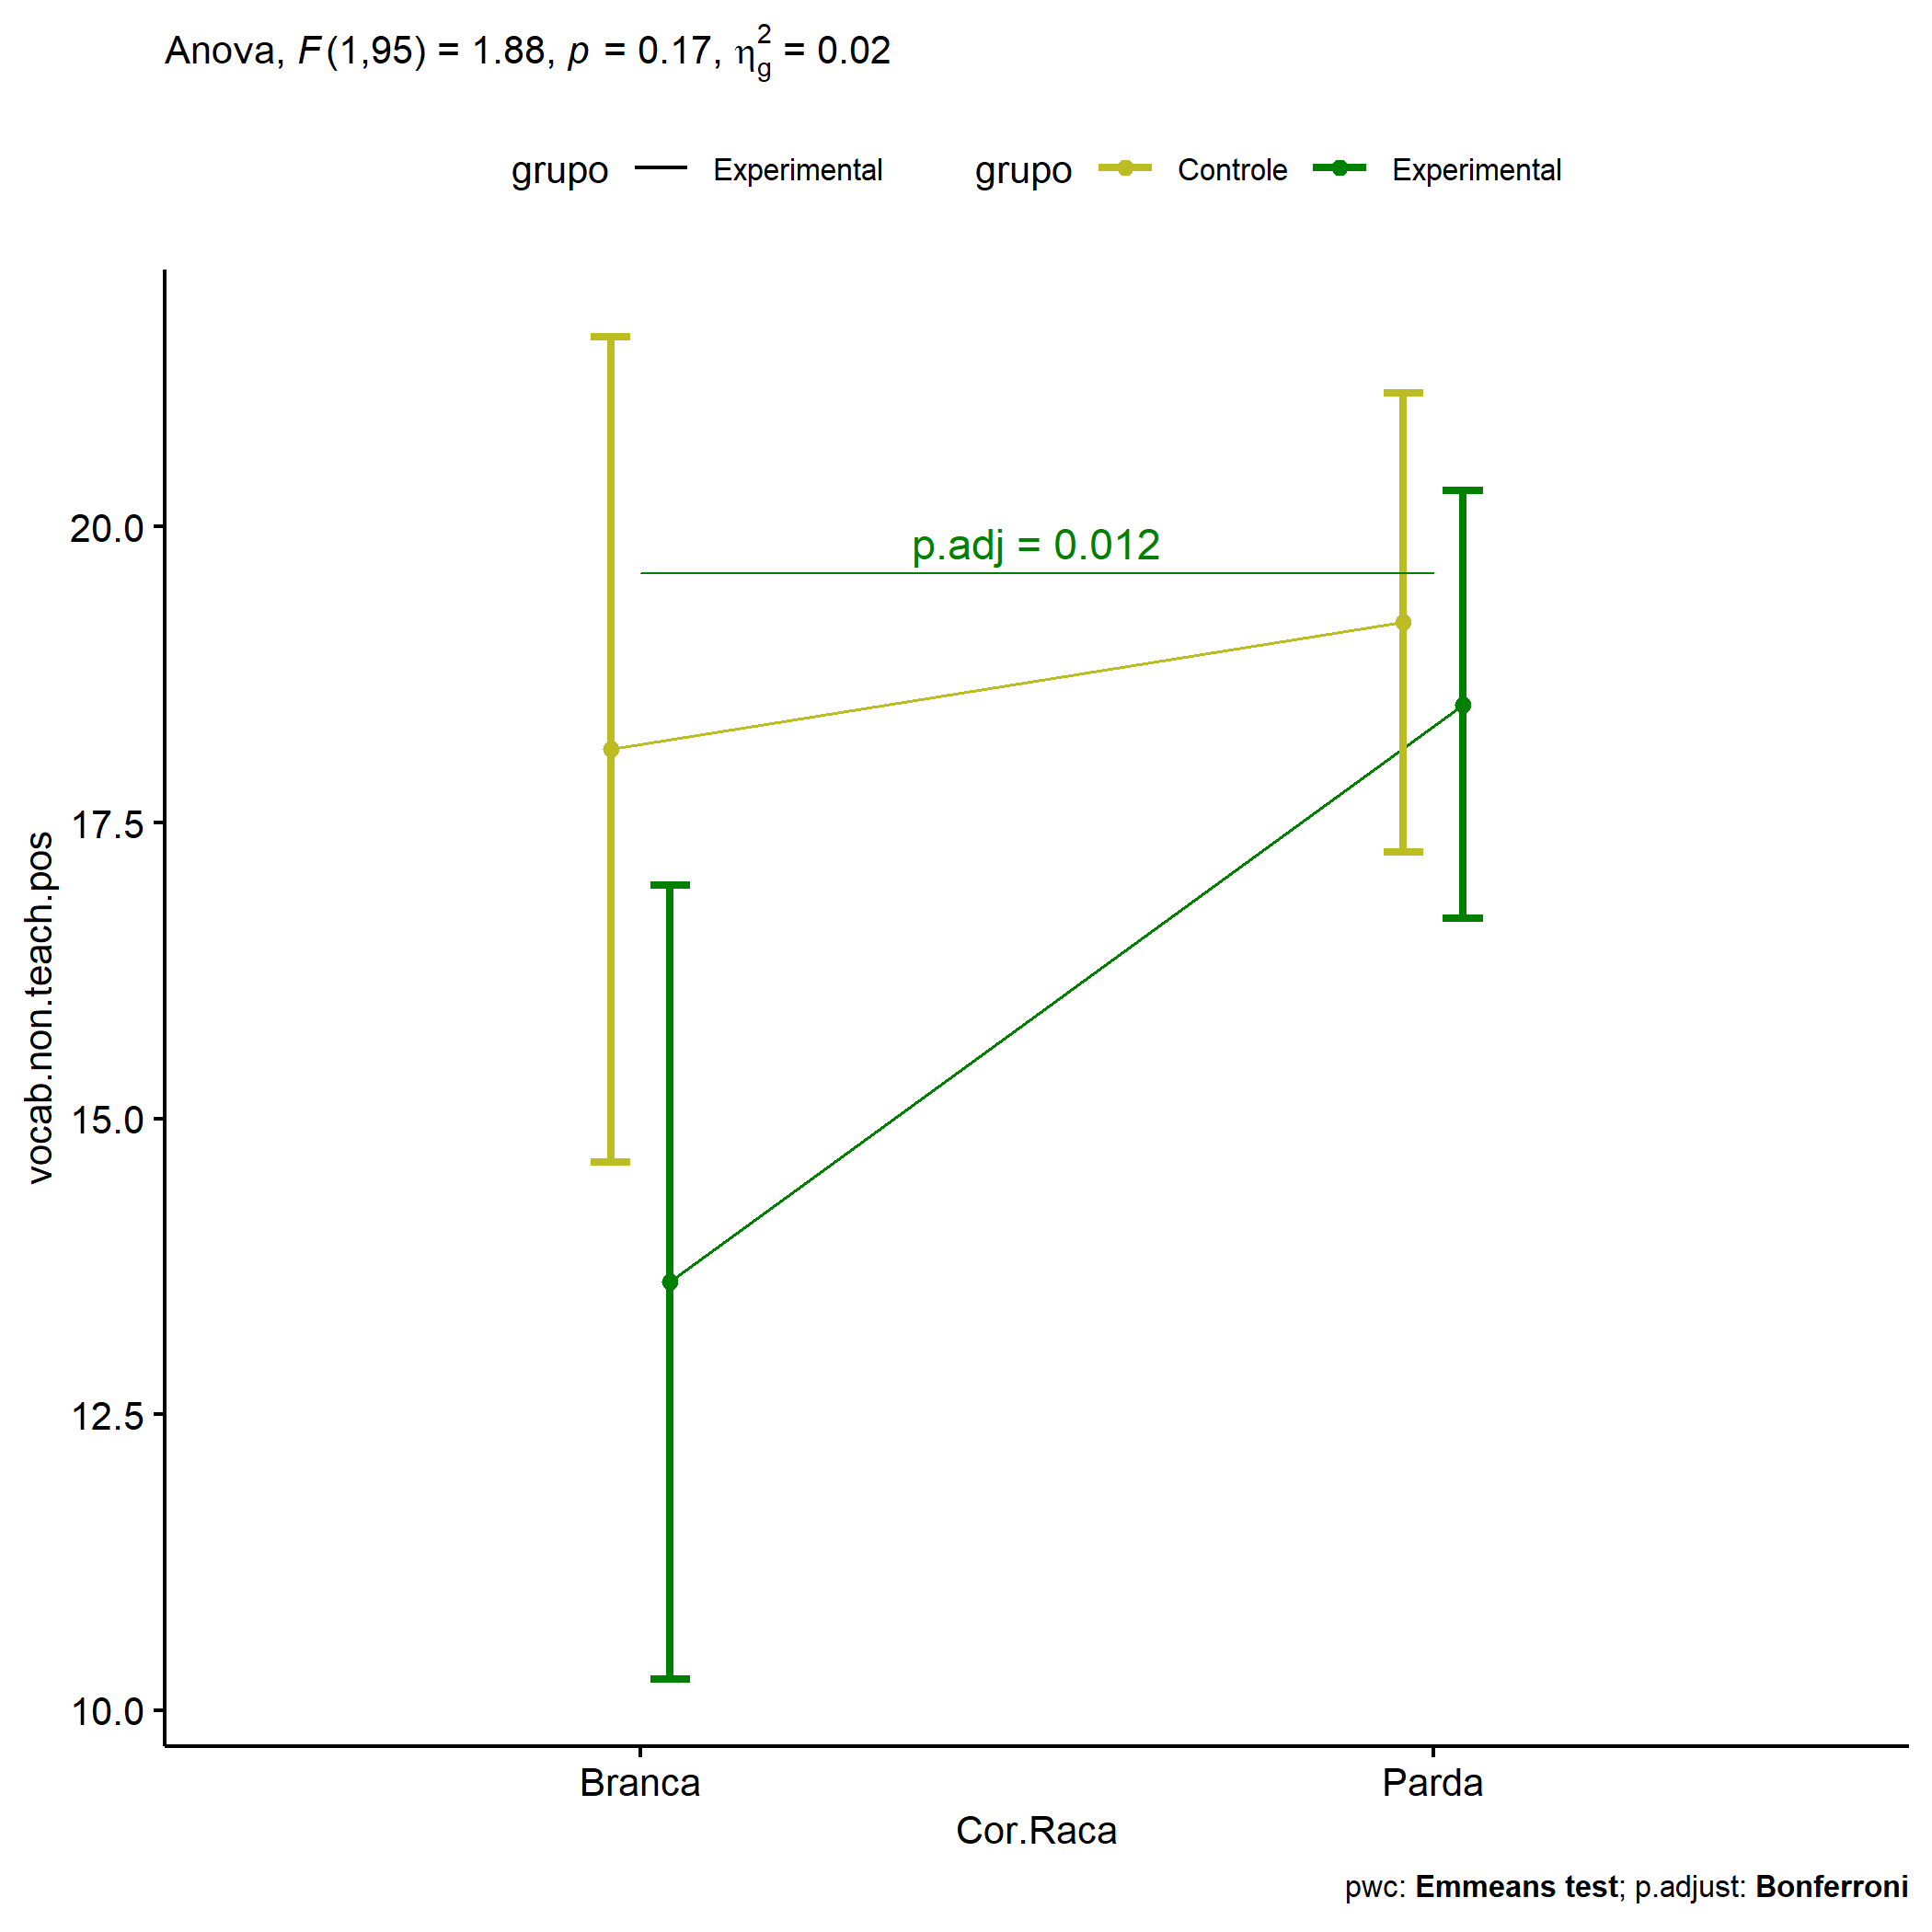 Anova, F(1,95) = 1.88, p = 0.17, η²g = 0.02
grupo Experimental grupo Controle Experimental
p.adj = 0.012
vocab.non.teach.pos
20.0
17.5
15.0
12.5
10.0
Branca Parda
Cor.Raca
pwc: Emmeans test; p.adjust: Bonferroni